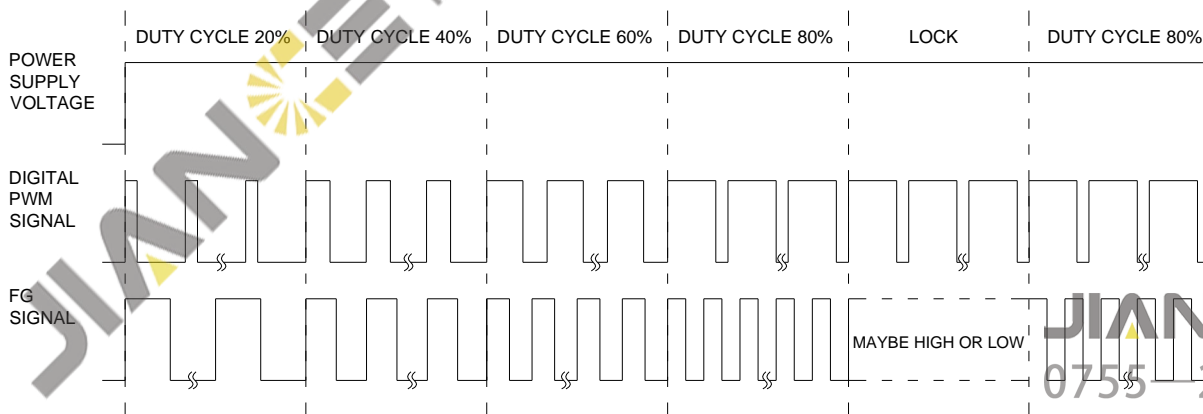 DUTY CYCLE 20%
DUTY CYCLE 40%
DUTY CYCLE 60%
DUTY CYCLE 80%
LOCK
DUTY CYCLE 80%
POWER
SUPPLY
VOLTAGE
DIGITAL
PWM
SIGNAL
FG
SIGNAL
MAYBE HIGH OR LOW
0755